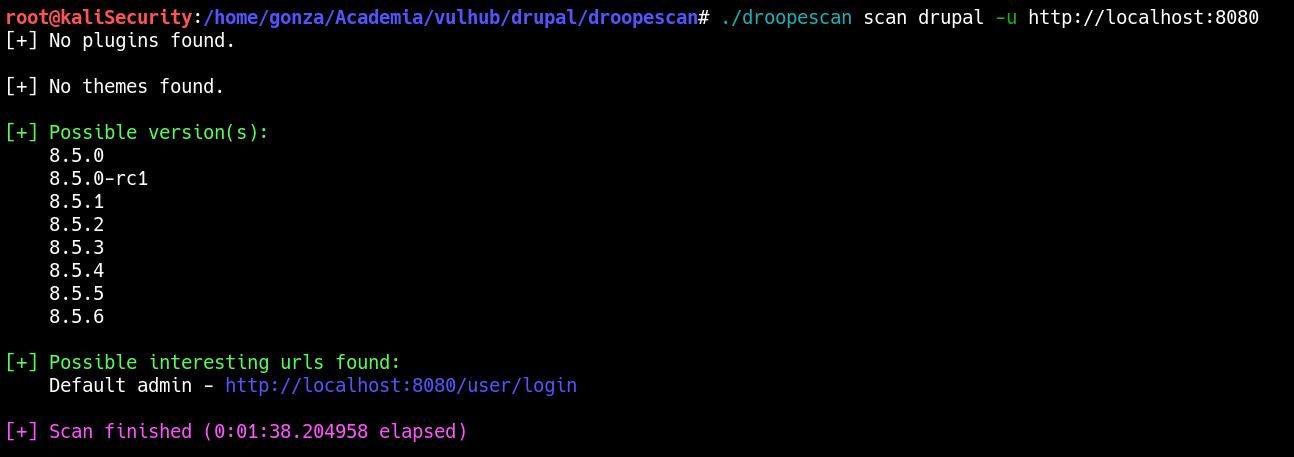 root@kaliSecurity:/home/gonza/Academia/vulhub/drupal/droopescan# ./droopescan scan drupal -u http://localhost:8080
[+] No plugins found.
[+] No themes found.
[+] Possible version(s):
8.5.0
8.5.0-rc1
8.5.1
8.5.2
8.5.3
8.5.4
8.5.5
8.5.6
[+] Possible interesting urls found:
Default admin - http://localhost:8080/user/login
[+] Scan finished (0:01:38.204958 elapsed)